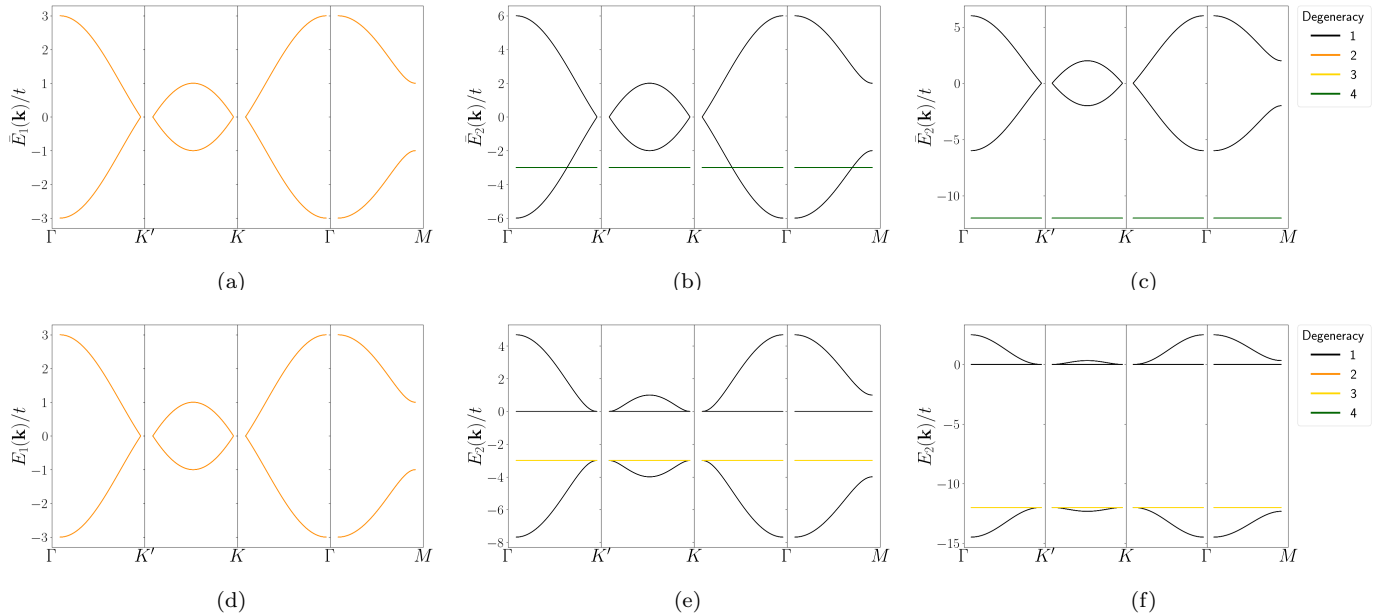 3
2
1
0
−1
−2
−3
Ē₁(𝐤)/t
Γ K′ K Γ M
(a)
6
4
2
0
−2
−4
−6
Ē₂(𝐤)/t
Γ K′ K Γ M
(b)
5
0
−5
−10
Ē₂(𝐤)/t
Γ K′ K Γ M
(c)
Degeneracy
1
2
3
4
3
2
1
0
−1
−2
−3
E₁(𝐤)/t
Γ K′ K Γ M
(d)
4
2
0
−2
−4
−6
−8
E₂(𝐤)/t
Γ K′ K Γ M
(e)
0
−5
−10
−15
E₂(𝐤)/t
Γ K′ K Γ M
(f)
Degeneracy
1
2
3
4